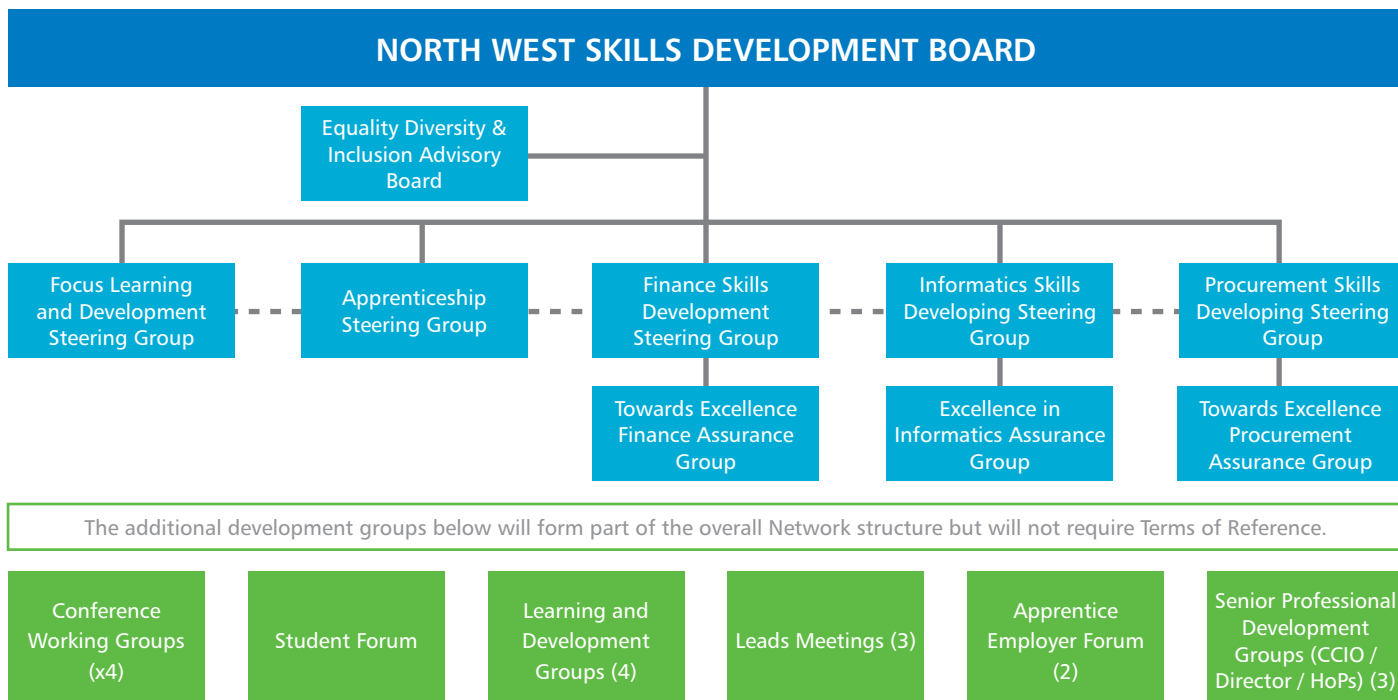 NORTH WEST SKILLS DEVELOPMENT BOARD
Equality Diversity &
Inclusion Advisory
Board
Focus Learning
and Development
Steering Group
Apprenticeship
Steering Group
Finance Skills
Development
Steering Group
Informatics Skills
Developing Steering
Group
Procurement Skills
Developing Steering
Group
Towards Excellence
Finance Assurance
Group
Excellence in
Informatics Assurance
Group
Towards Excellence
Procurement
Assurance Group
The additional development groups below will form part of the overall Network structure but will not require Terms of Reference.
Conference
Working Groups
(x4)
Student Forum
Learning and
Development
Groups (4)
Leads Meetings (3)
Apprentice
Employer Forum
(2)
Senior Professional
Development
Groups (CCIO /
Director / HoPs) (3)